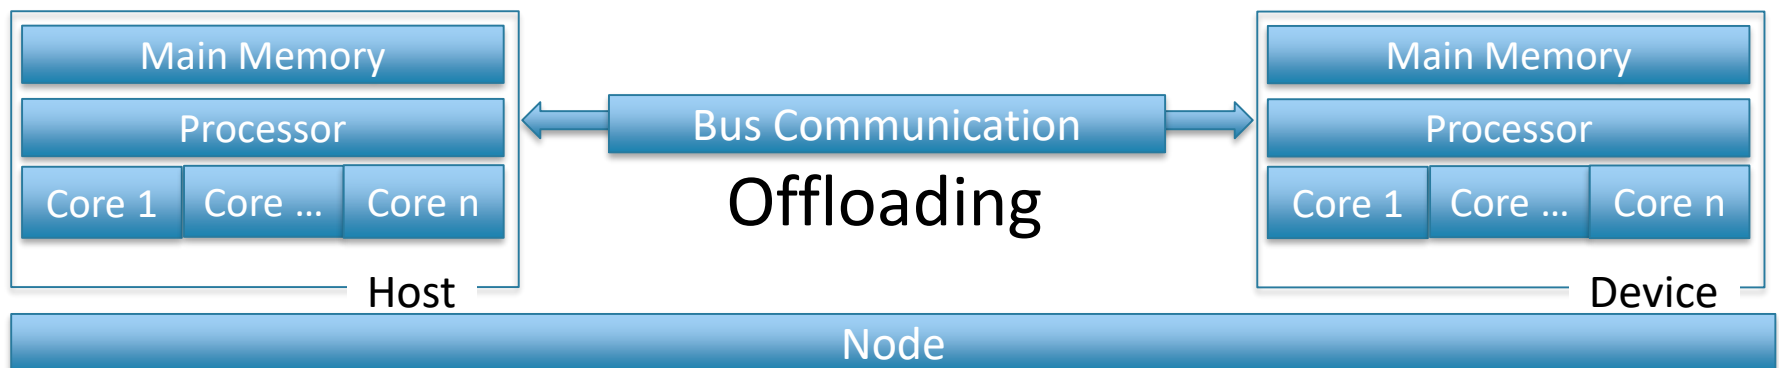 Main Memory
Processor
Core 1 Core ... Core n
Host
Bus Communication
Offloading
Main Memory
Processor
Core 1 Core ... Core n
Device
Node